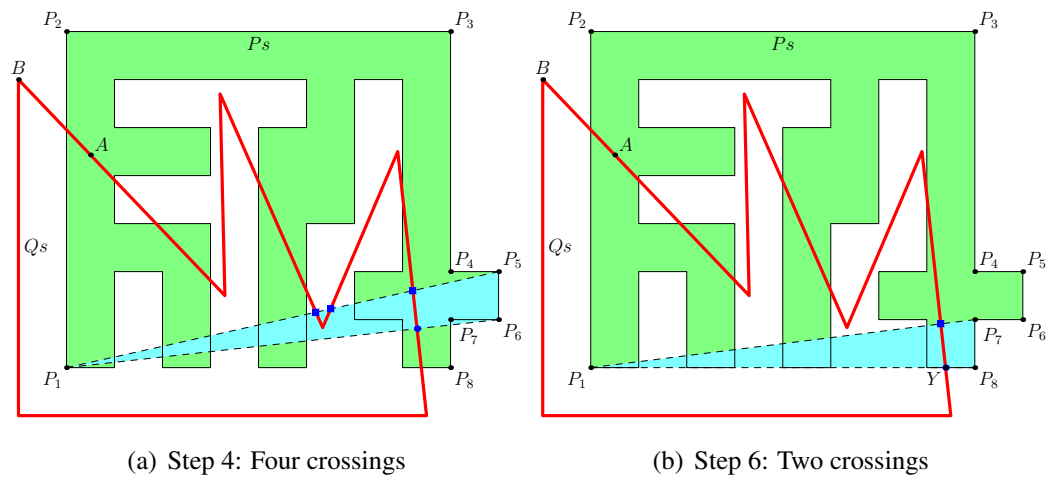 P2
P3
Ps
B
A
Qs
P4
P5
P7
P6
P1
P8
P2
P3
Ps
B
A
Qs
P4
P5
P7
P6
P1
Y
P8
(a) Step 4: Four crossings
(b) Step 6: Two crossings